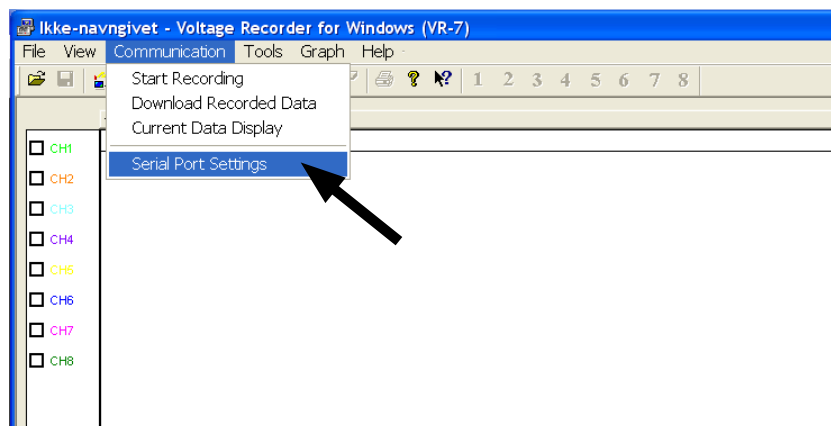 Ikke-navngivet - Voltage Recorder for Windows (VR-7)
File View Communication Tools Graph Help
1 2 3 4 5 6 7 8
Start Recording
Download Recorded Data
Current Data Display
Serial Port Settings
CH1
CH2
CH3
CH4
CH5
CH6
CH7
CH8